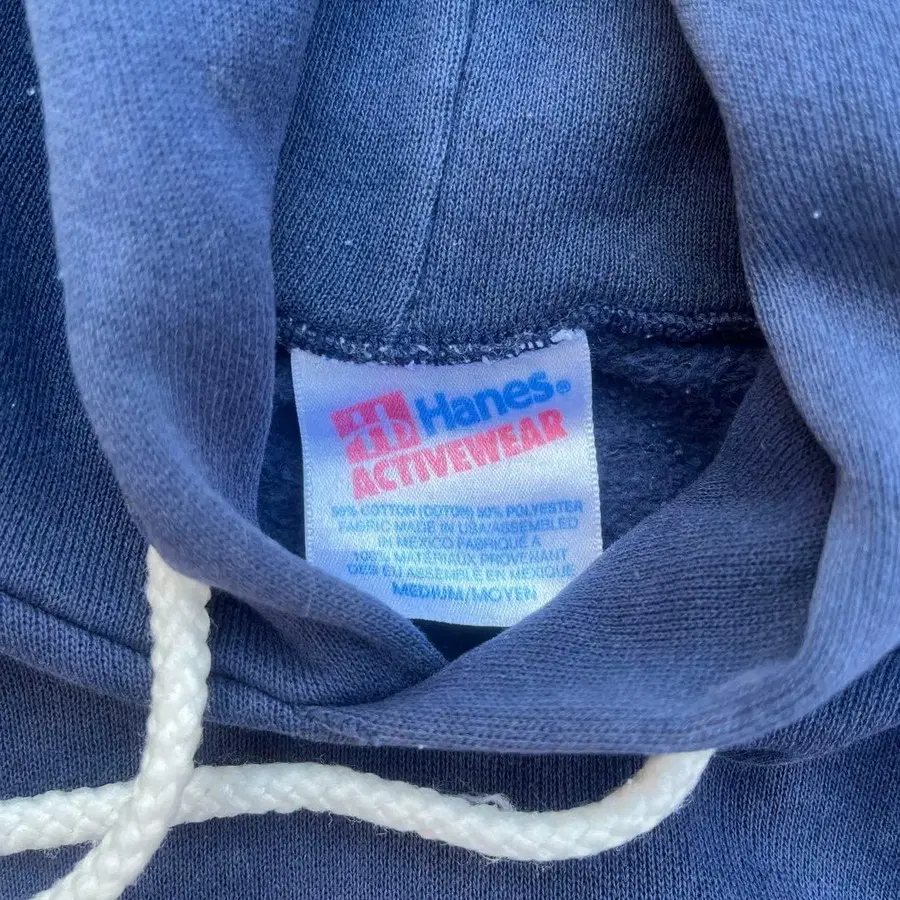 Hanes®
ACTIVEWEAR
50% COTTON (COTON) 50% POLYESTER
FABRIC MADE IN USA/ASSEMBLED
IN MEXICO FABRIQUÉ À
100% MATERIAUX PROVENANT
DES EU ASSEMBLE EN MEXIQUE
MEDIUM/MOYEN